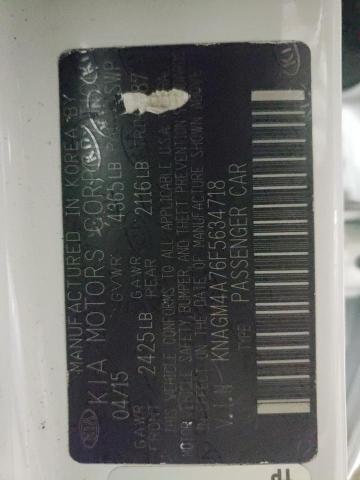 MANUFACTURED IN KOREA BY
KIA KIA MOTORS CORP
04/15 GVWR 4365LB
GAWR FRONT 2425LB GAWR REAR 2116LB
THIS VEHICLE CONFORMS TO ALL APPLICABLE U.S.A.
MOTOR VEHICLE SAFETY, BUMPER, AND THEFT PREVENTION
IN EFFECT ON THE DATE OF MANUFACTURE SHOWN ABOVE
V.I.N KNAGM4A76F5634718
TYPE PASSENGER CAR